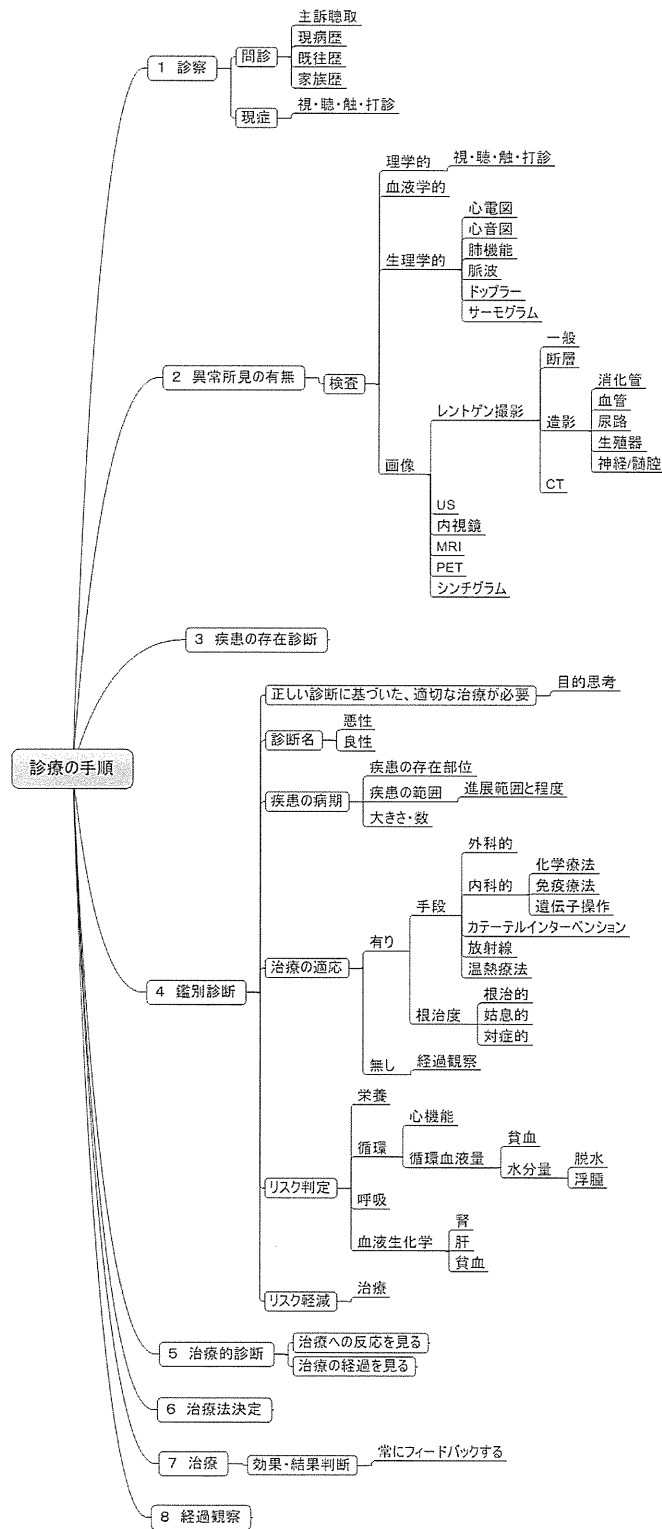 診療の手順
1 診察
問診
主訴聴取
現病歴
既往歴
家族歴
現症
視・聴・触・打診
2 異常所見の有無
検査
理学的
視・聴・触・打診
血液学的
生理学的
心電図
心音図
肺機能
脈波
ドップラー
サーモグラム
画像
レントゲン撮影
一般
断層
造影
消化管
血管
尿路
生殖器
神経/髄腔
CT
US
内視鏡
MRI
PET
シンチグラム
3 疾患の存在診断
4 鑑別診断
正しい診断に基づいた、適切な治療が必要
目的思考
診断名
悪性
良性
疾患の病期
疾患の存在部位
疾患の範囲
進展範囲と程度
大きさ・数
治療の適応
有り
手段
外科的
内科的
化学療法
免疫療法
遺伝子操作
カテーテルインターベンション
放射線
温熱療法
根治度
根治的
姑息的
対症的
無し
経過観察
リスク判定
栄養
循環
心機能
循環血液量
貧血
水分量
脱水
浮腫
呼吸
血液生化学
腎
肝
貧血
リスク軽減
治療
5 治療的診断
治療への反応を見る
治療の経過を見る
6 治療法決定
7 治療
効果・結果判断
常にフィードバックする
8 経過観察